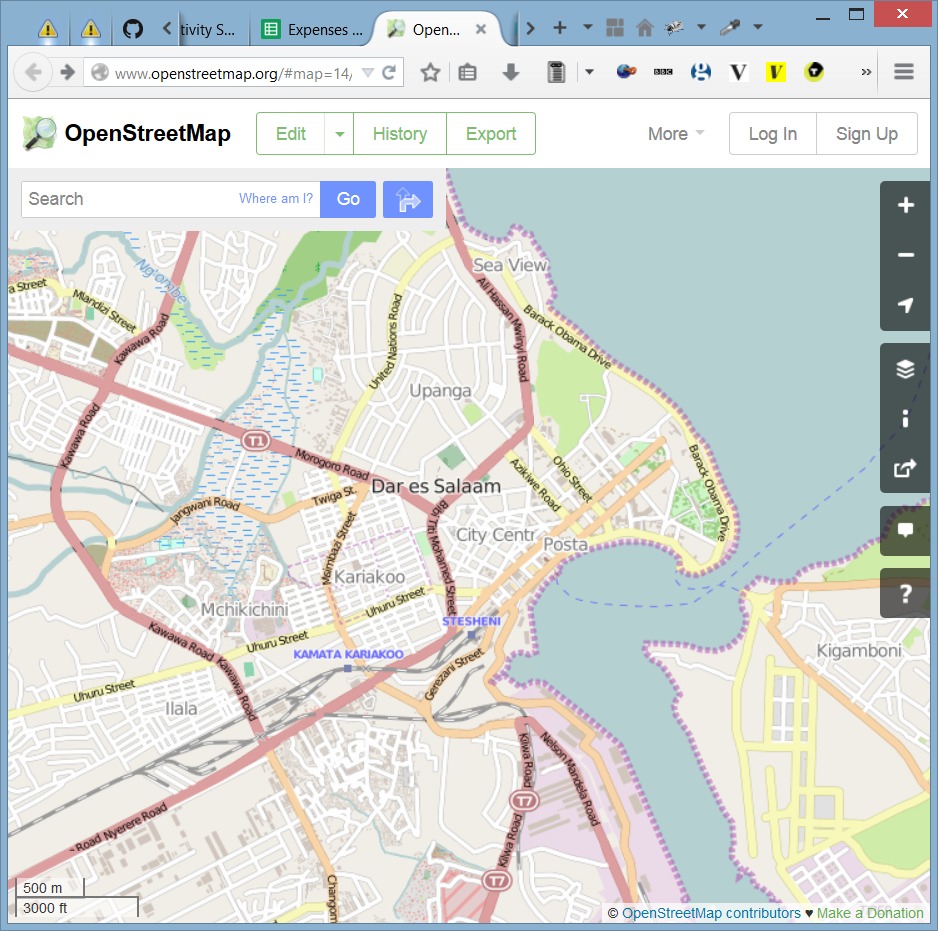 tivity S...
Expenses ...
Open...
www.openstreetmap.org/#map=14/
BBC
V
V
T
OpenStreetMap
Edit
History
Export
More
Log In
Sign Up
Search
Where am I?
Go
Sea View
Ng'ombe
a Street
Mlandizi Street
Kawawa Road
Ali Hassan Mwinyi Road
Barack Obama Drive
United Nations Road
Upanga
Kawawa Road
T1
Morogoro Road
Azikiwe Road
Ohio Street
Barack Obama Drive
Dar es Salaam
Twiga St.
Jangwani Road
Bibi Titi Mohamed Street
City Centr
Posta
Msimbazi Street
Kariakoo
Mchikichini
Uhuru Street
STESHENI
Kawawa Road
Uhuru Street
KAMATA KARIAKOO
Kigamboni
Gerezani Street
Kawawa Road
Uhuru Street
Ilala
Kilwa Road
Nelson Mandela Road
T7
Road Nyerere Road
Kilwa Road
T7
Changom
500 m
3000 ft
© OpenStreetMap contributors ♥ Make a Donation